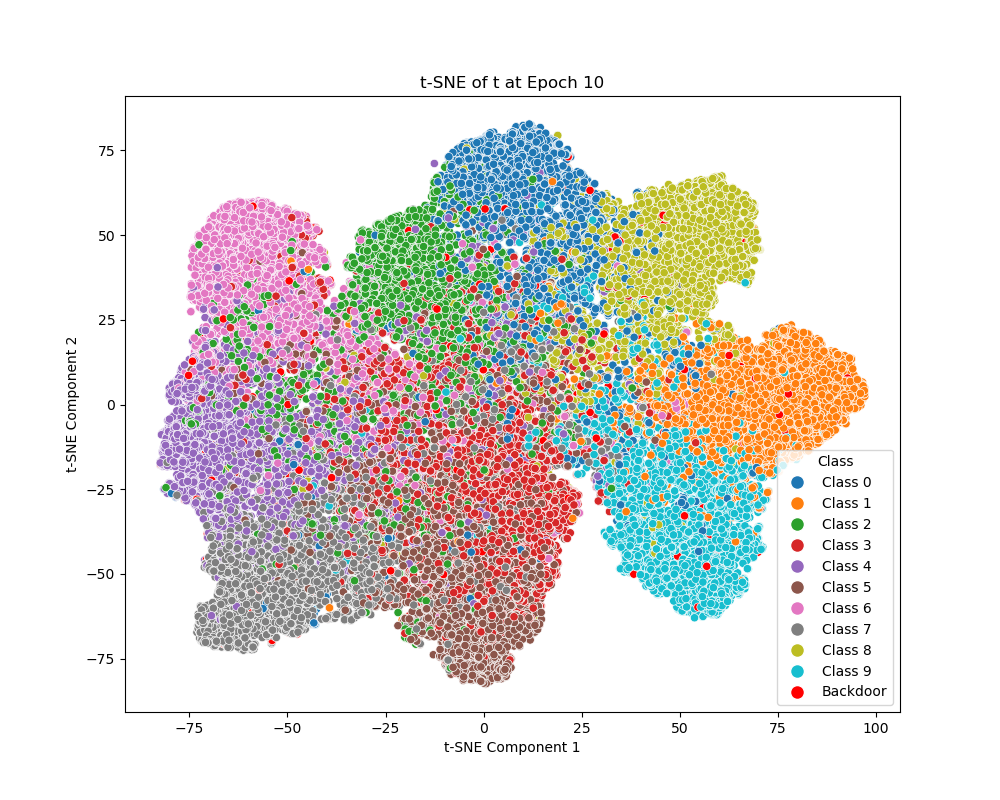 t-SNE of t at Epoch 10
t-SNE Component 2
75
50
25
0
−25
−50
−75
−75
−50
−25
0
25
50
75
100
t-SNE Component 1
Class
Class 0
Class 1
Class 2
Class 3
Class 4
Class 5
Class 6
Class 7
Class 8
Class 9
Backdoor